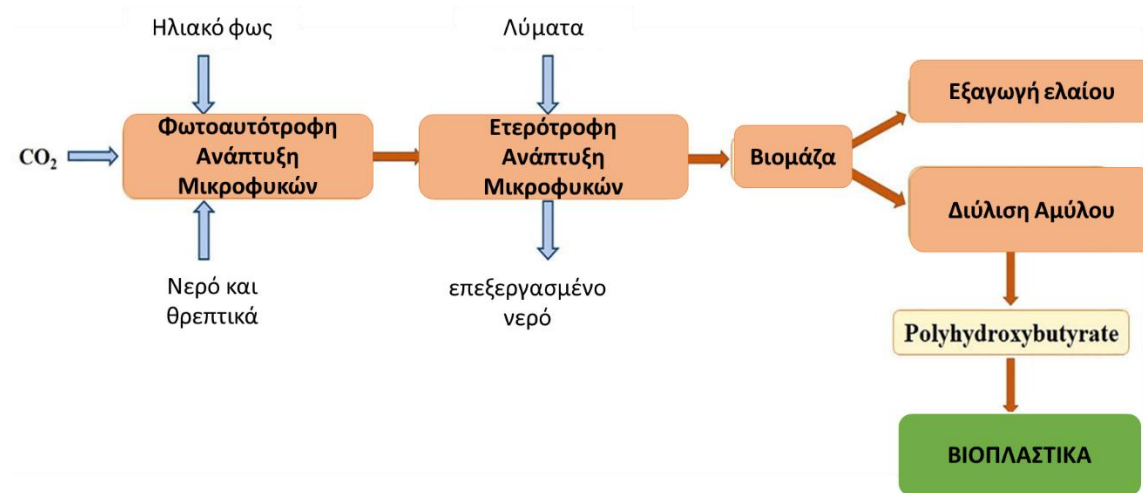 Ηλιακό φως
Λύματα
Εξαγωγή ελαίου
Φωτοαυτότροφη
Ανάπτυξη
Μικροφυκών
Ετερότροφη
Ανάπτυξη
Μικροφυκών
CO₂
Βιομάζα
Διύλιση Αμύλου
Νερό και
θρεπτικά
επεξεργασμένο
νερό
Polyhydroxybutyrate
ΒΙΟΠΛΑΣΤΙΚΑ